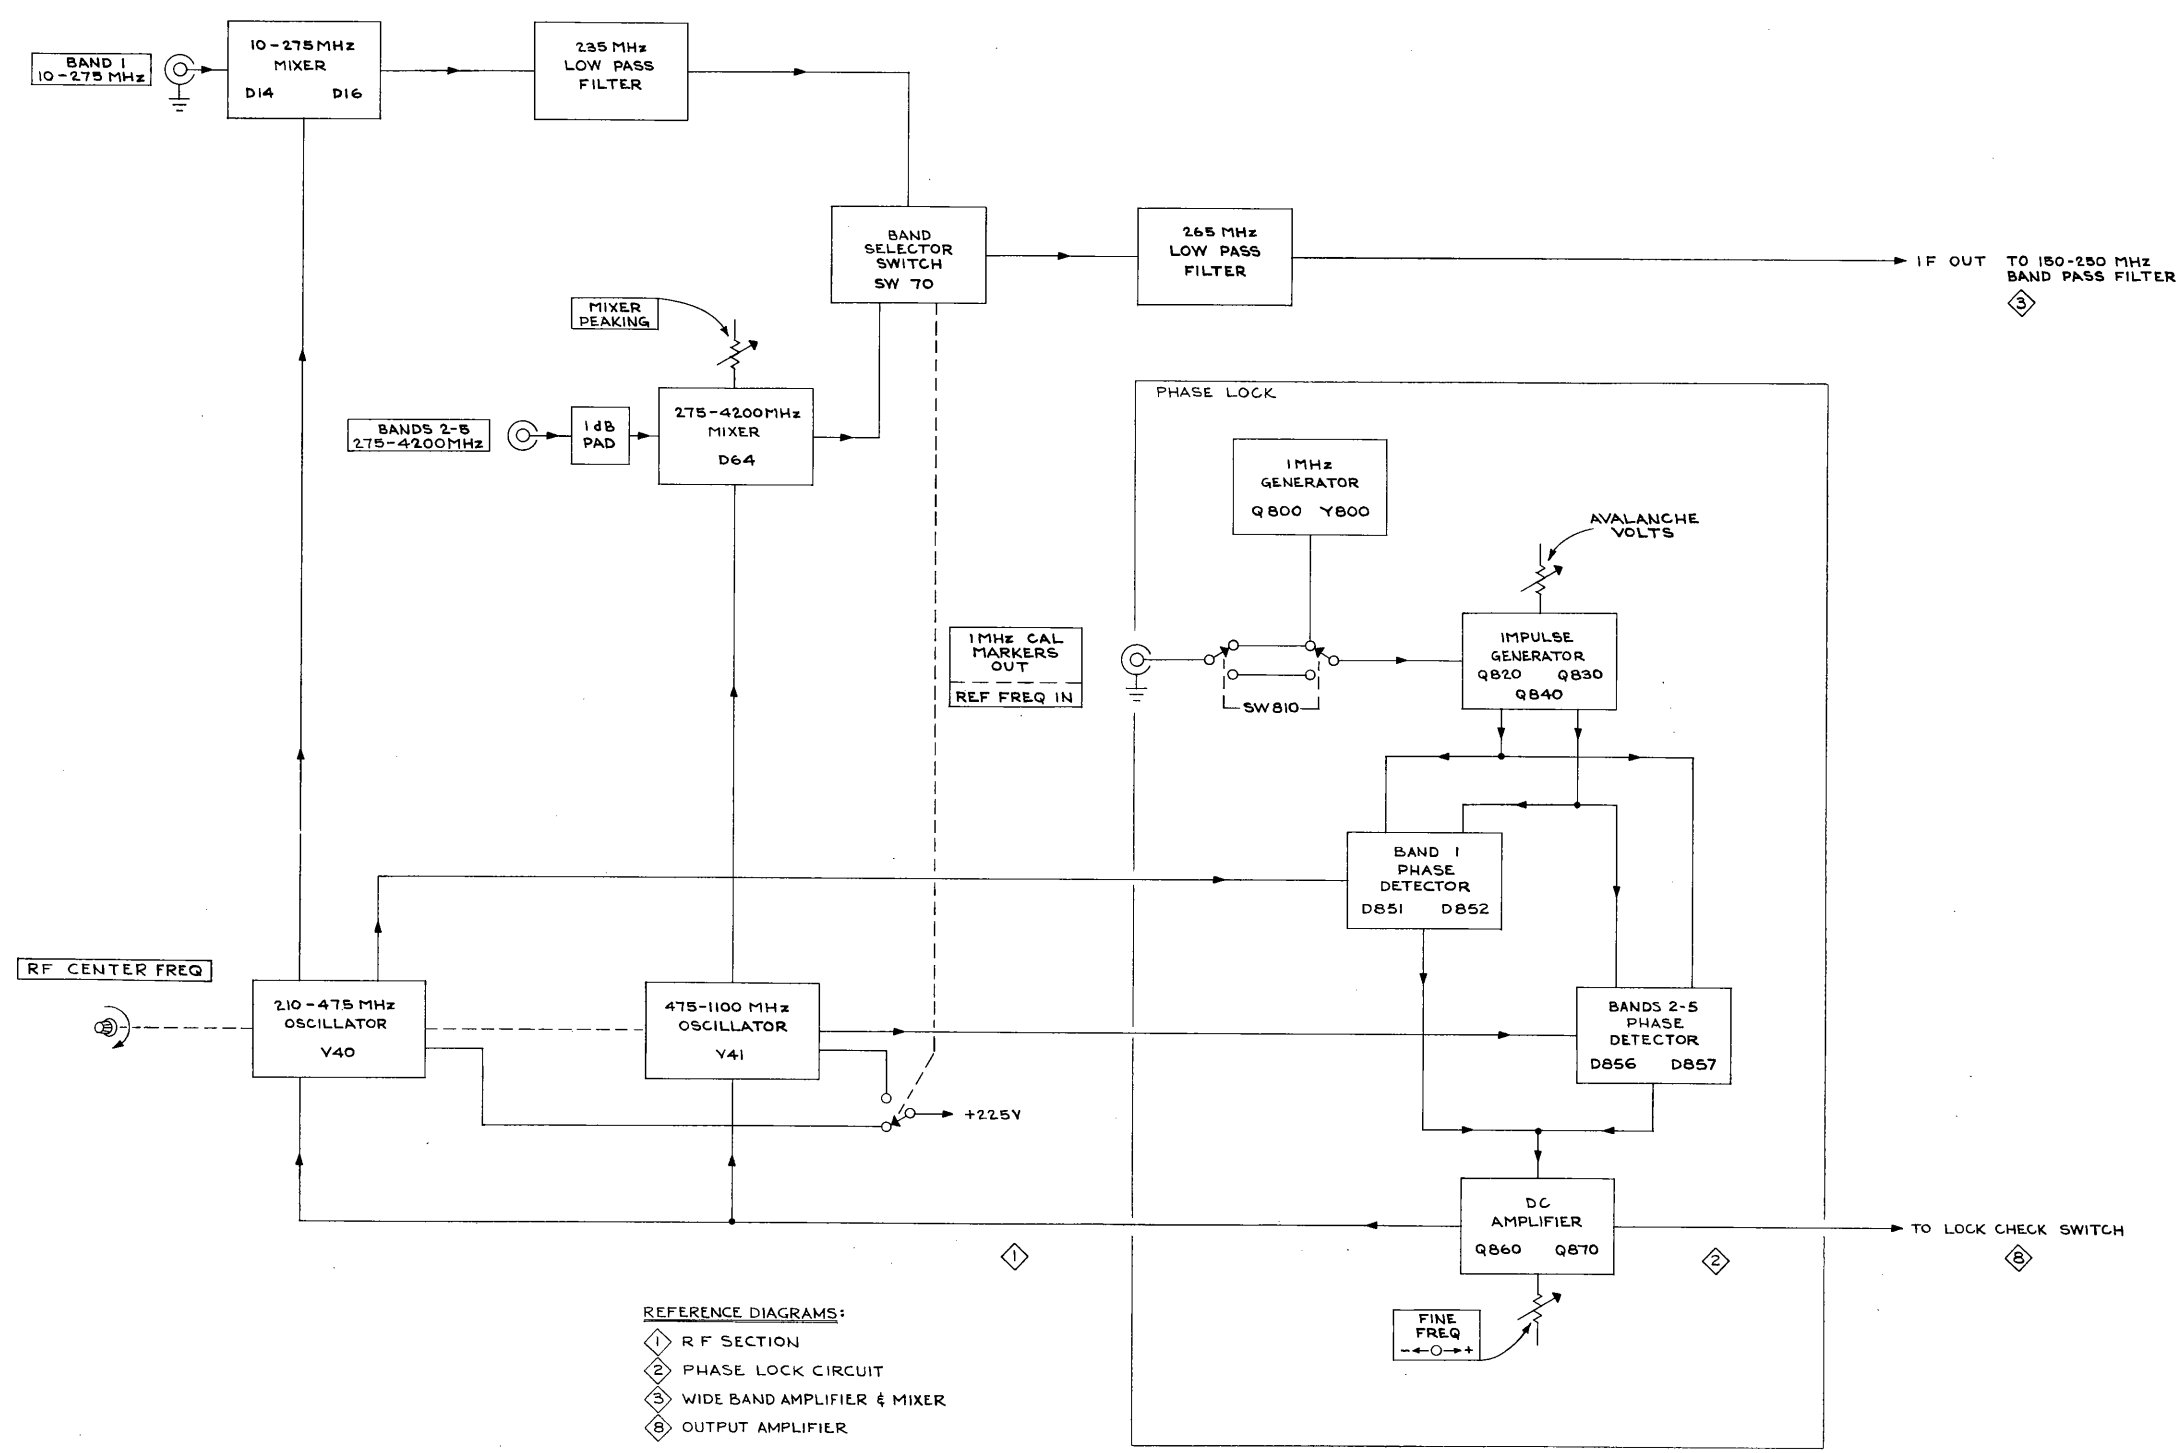 BAND 1
10-275 MHz
10-275MHz
MIXER
D14 D16
235 MHz
LOW PASS
FILTER
BAND
SELECTOR
SWITCH
SW 70
265 MHz
LOW PASS
FILTER
IF OUT TO 150-250 MHz
BAND PASS FILTER
3
MIXER
PEAKING
BANDS 2-5
275-4200MHz
1dB
PAD
275-4200MHz
MIXER
D64
PHASE LOCK
1MHz
GENERATOR
Q800 Y800
AVALANCHE
VOLTS
1MHz CAL
MARKERS
OUT
REF FREQ IN
SW810
IMPULSE
GENERATOR
Q820 Q830
Q840
BAND 1
PHASE
DETECTOR
D851 D852
RF CENTER FREQ
210-475 MHz
OSCILLATOR
V40
475-1100 MHz
OSCILLATOR
V41
+225V
BANDS 2-5
PHASE
DETECTOR
D856 D857
DC
AMPLIFIER
Q860 Q870
TO LOCK CHECK SWITCH
1
2
8
FINE
FREQ
-←O→+
REFERENCE DIAGRAMS:
1 RF SECTION
2 PHASE LOCK CIRCUIT
3 WIDE BAND AMPLIFIER & MIXER
8 OUTPUT AMPLIFIER